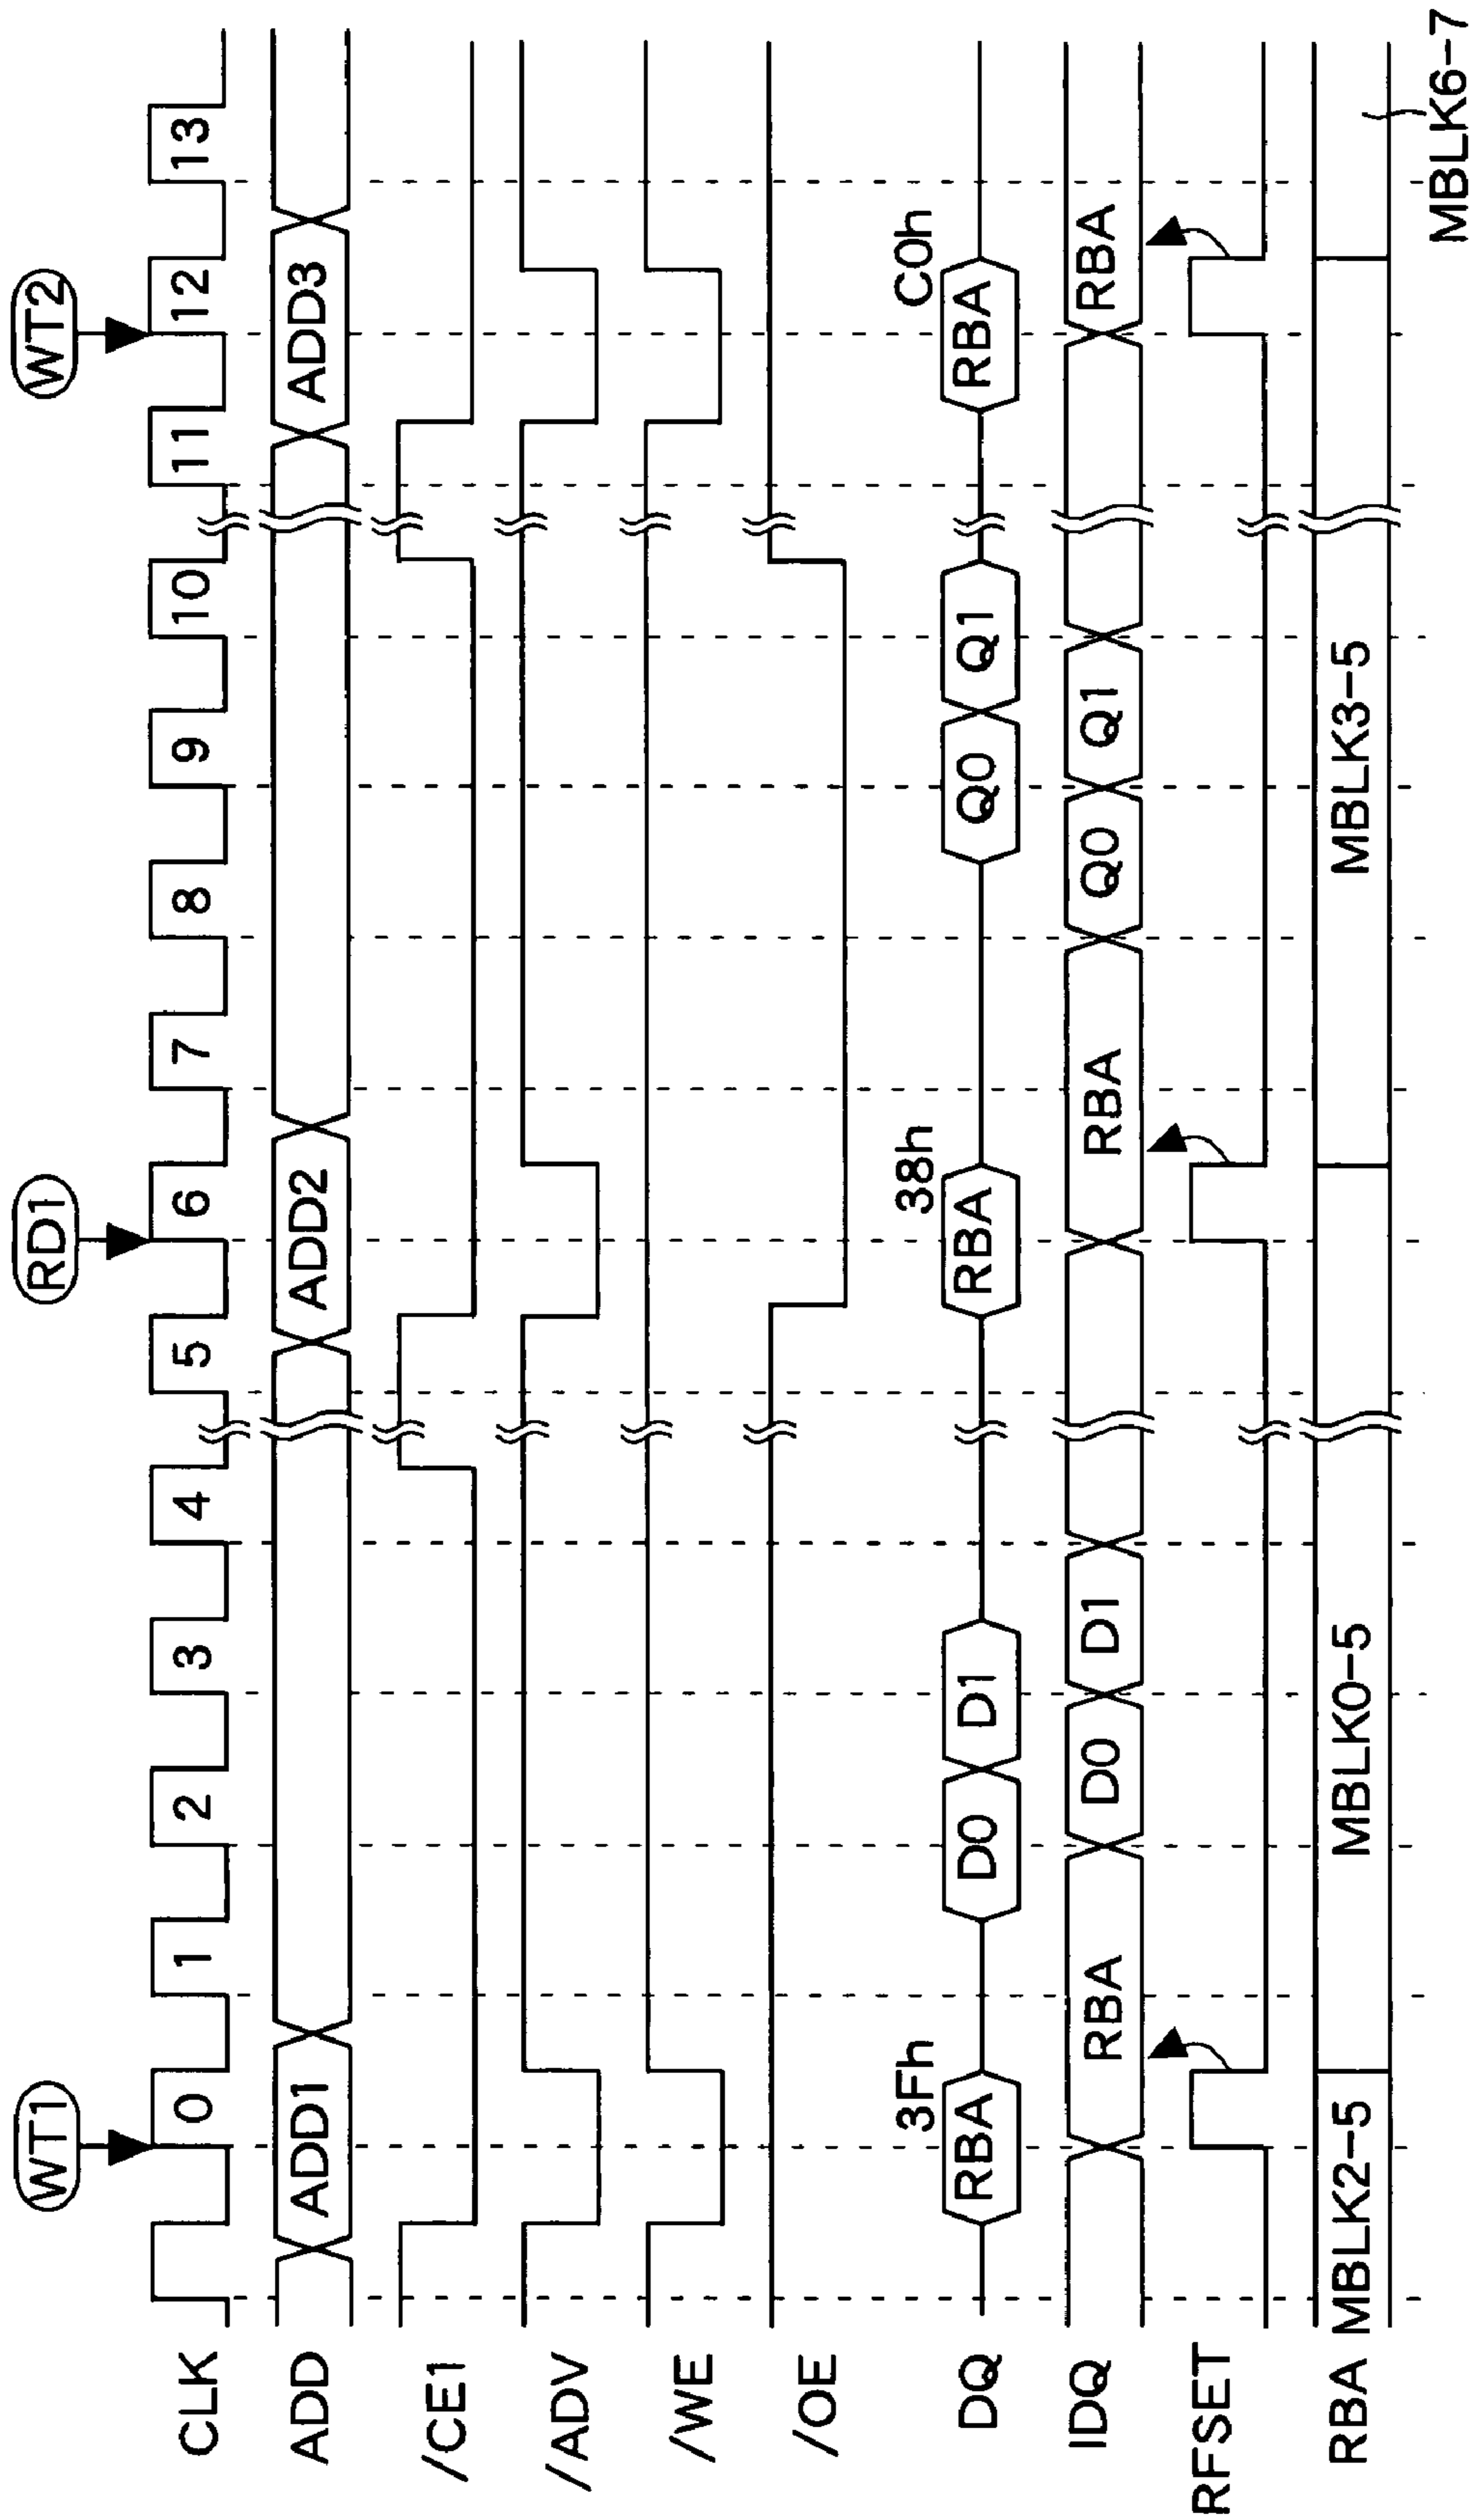 WT1 RD1 WT2
CLK 0 1 2 3 4 5 6 7 8 9 10 11 12 13
ADD ADD1 ADD2 ADD3
/CE1
/ADV
/WE
/OE
3Fh 38h C0h
DQ RBA D0 D1 RBA Q0 Q1 RBA
IDQ RBA D0 D1 RBA Q0 Q1 RBA
RFSET
RBA MBLK2-5 MBLK0-5 MBLK3-5
MBLK6-7